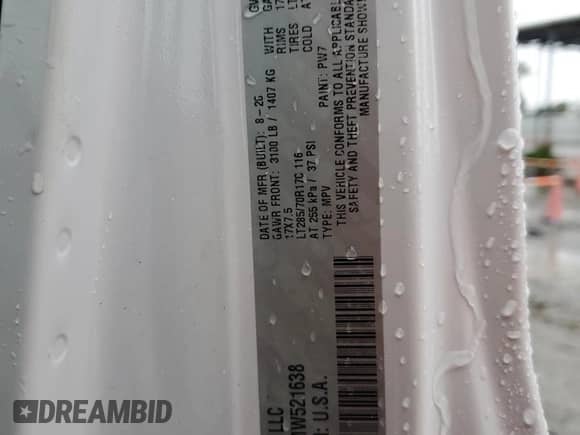 LLC
DATE OF MFR (BUILT): 8-20
GAWR FRONT: 3100 LB / 1407 KG
WITH
17X7.5
RIMS
LT285/70R17C 116
TIRES
AT 255 kPa / 37 PSI
COLD
TYPE: MPV
PAINT: PW7
THIS VEHICLE CONFORMS TO ALL APPLICABLE
SAFETY AND THEFT PREVENTION STANDA
MANUFACTURE SHOW
W521638
U.S.A.
DREAMBID